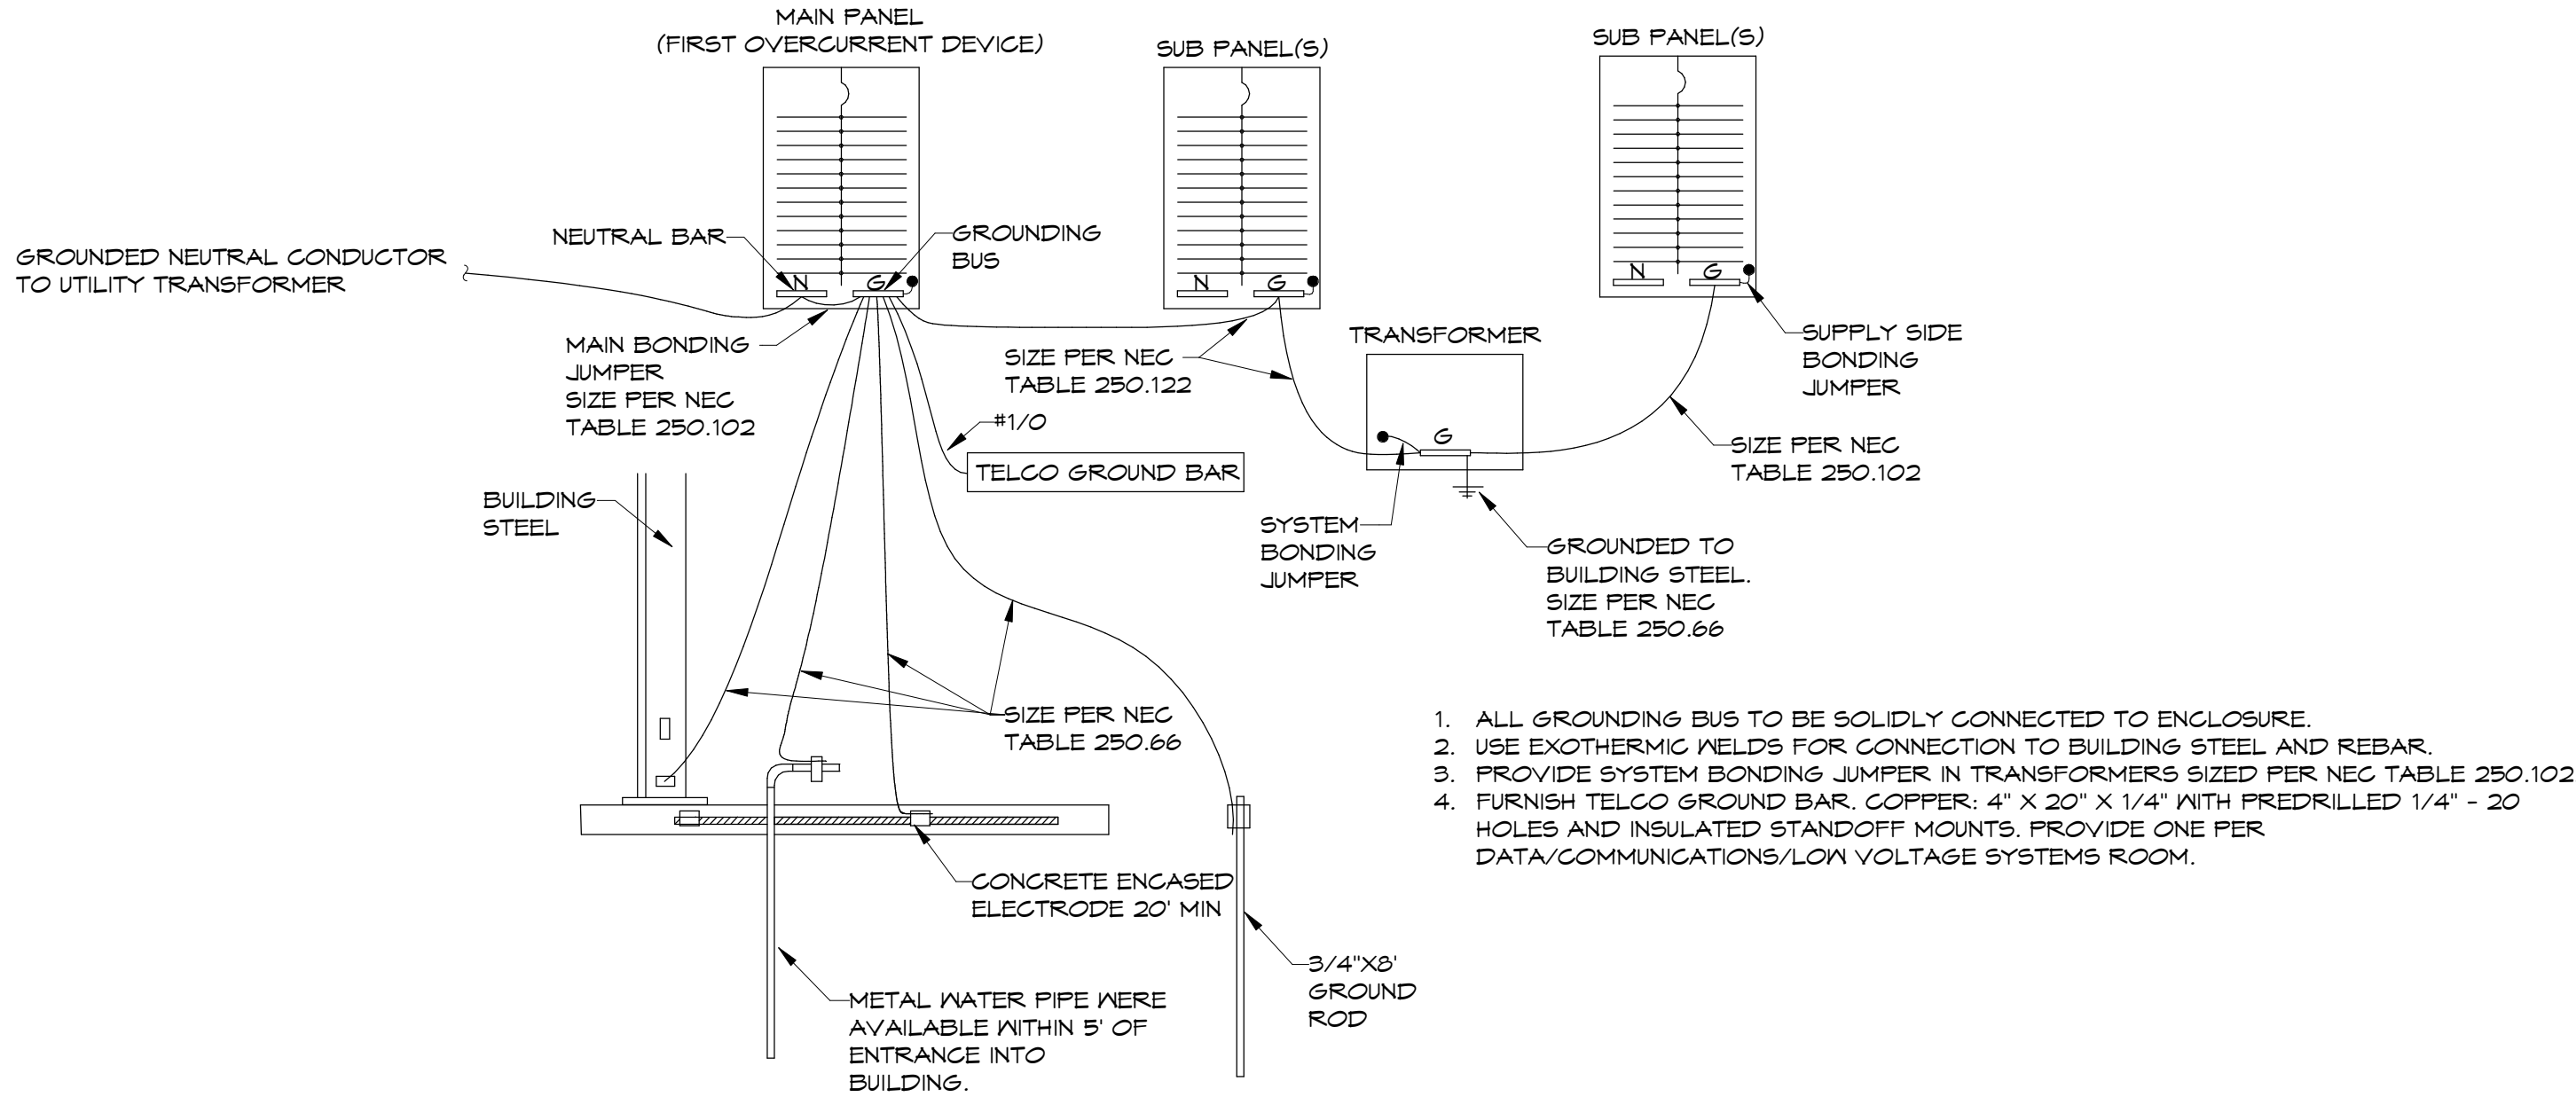 MAIN PANEL
(FIRST OVERCURRENT DEVICE)
SUB PANEL(S)
SUB PANEL(S)
NEUTRAL BAR
GROUNDING
BUS
GROUNDED NEUTRAL CONDUCTOR
TO UTILITY TRANSFORMER
N
G
N
G
N
G
MAIN BONDING
JUMPER
SIZE PER NEC
TABLE 250.102
SIZE PER NEC
TABLE 250.122
TRANSFORMER
G
SUPPLY SIDE
BONDING
JUMPER
#1/0
TELCO GROUND BAR
SIZE PER NEC
TABLE 250.102
BUILDING
STEEL
SYSTEM
BONDING
JUMPER
GROUNDED TO
BUILDING STEEL.
SIZE PER NEC
TABLE 250.66
SIZE PER NEC
TABLE 250.66
1. ALL GROUNDING BUS TO BE SOLIDLY CONNECTED TO ENCLOSURE.
2. USE EXOTHERMIC WELDS FOR CONNECTION TO BUILDING STEEL AND REBAR.
3. PROVIDE SYSTEM BONDING JUMPER IN TRANSFORMERS SIZED PER NEC TABLE 250.102
4. FURNISH TELCO GROUND BAR. COPPER: 4" X 20" X 1/4" WITH PREDRILLED 1/4" - 20
HOLES AND INSULATED STANDOFF MOUNTS. PROVIDE ONE PER
DATA/COMMUNICATIONS/LOW VOLTAGE SYSTEMS ROOM.
CONCRETE ENCASED
ELECTRODE 20' MIN
3/4"X8'
GROUND
ROD
METAL WATER PIPE WERE
AVAILABLE WITHIN 5' OF
ENTRANCE INTO
BUILDING.